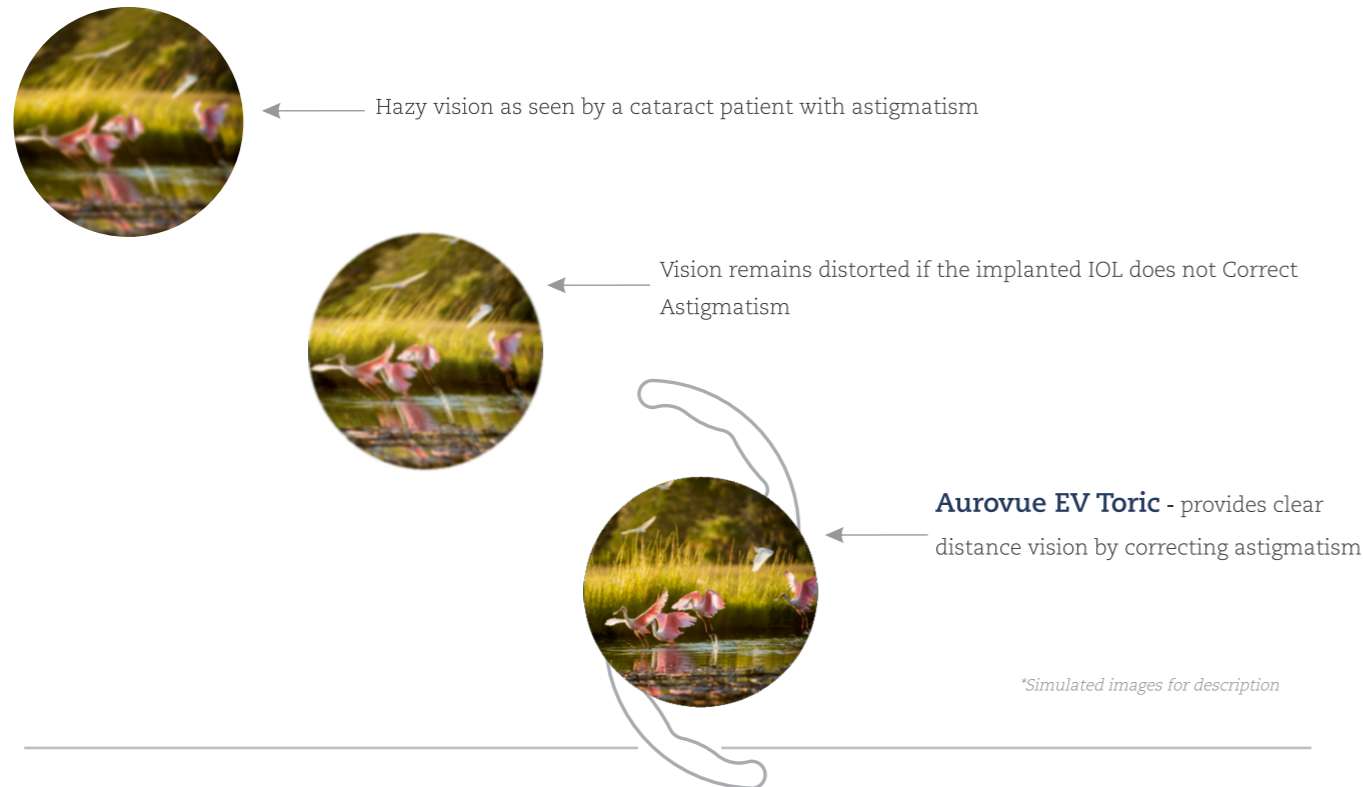 Hazy vision as seen by a cataract patient with astigmatism
Vision remains distorted if the implanted IOL does not Correct
Astigmatism
Aurovue EV Toric - provides clear
distance vision by correcting astigmatism
*Simulated images for description